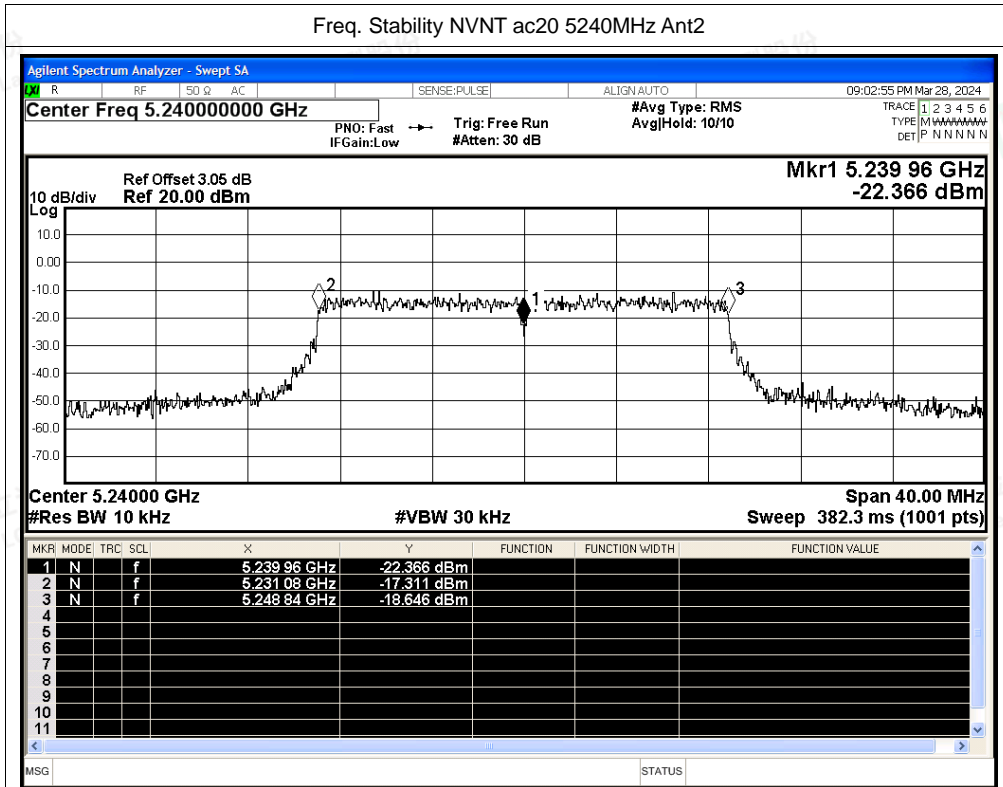 Freq. Stability NVNT ac20 5240MHz Ant2
Agilent Spectrum Analyzer - Swept SA
LXI R RF 50 Ω AC SENSE:PULSE ALIGN AUTO 09:02:55 PM Mar 28, 2024
Center Freq 5.240000000 GHz
PNO: Fast
IFGain:Low
Trig: Free Run
#Atten: 30 dB
#Avg Type: RMS
Avg|Hold: 10/10
TRACE 1 2 3 4 5 6
TYPE M WWWWW
DET P N N N N N
Mkr1 5.239 96 GHz
-22.366 dBm
Ref Offset 3.05 dB
10 dB/div Ref 20.00 dBm
Log
10.0
0.00
-10.0
-20.0
-30.0
-40.0
-50.0
-60.0
-70.0
2
1
3
Center 5.24000 GHz Span 40.00 MHz
#Res BW 10 kHz #VBW 30 kHz Sweep 382.3 ms (1001 pts)
MKR MODE TRC SCL X Y FUNCTION FUNCTION WIDTH FUNCTION VALUE
1 N f 5.239 96 GHz -22.366 dBm
2 N f 5.231 08 GHz -17.311 dBm
3 N f 5.248 84 GHz -18.646 dBm
4
5
6
7
8
9
10
11
MSG STATUS